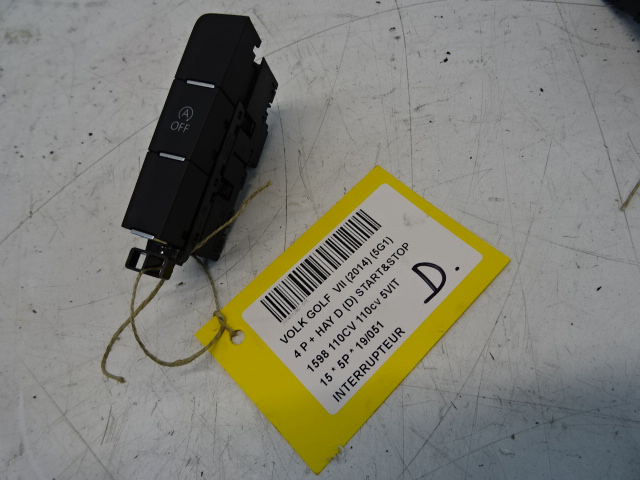 A
OFF
VOLK GOLF VII (2014) (5G1)
4 P + HAY D (D) START&STOP
1598 110CV 110cv 5VIT
15 * 5P * 19/051
INTERRUPTEUR
D.